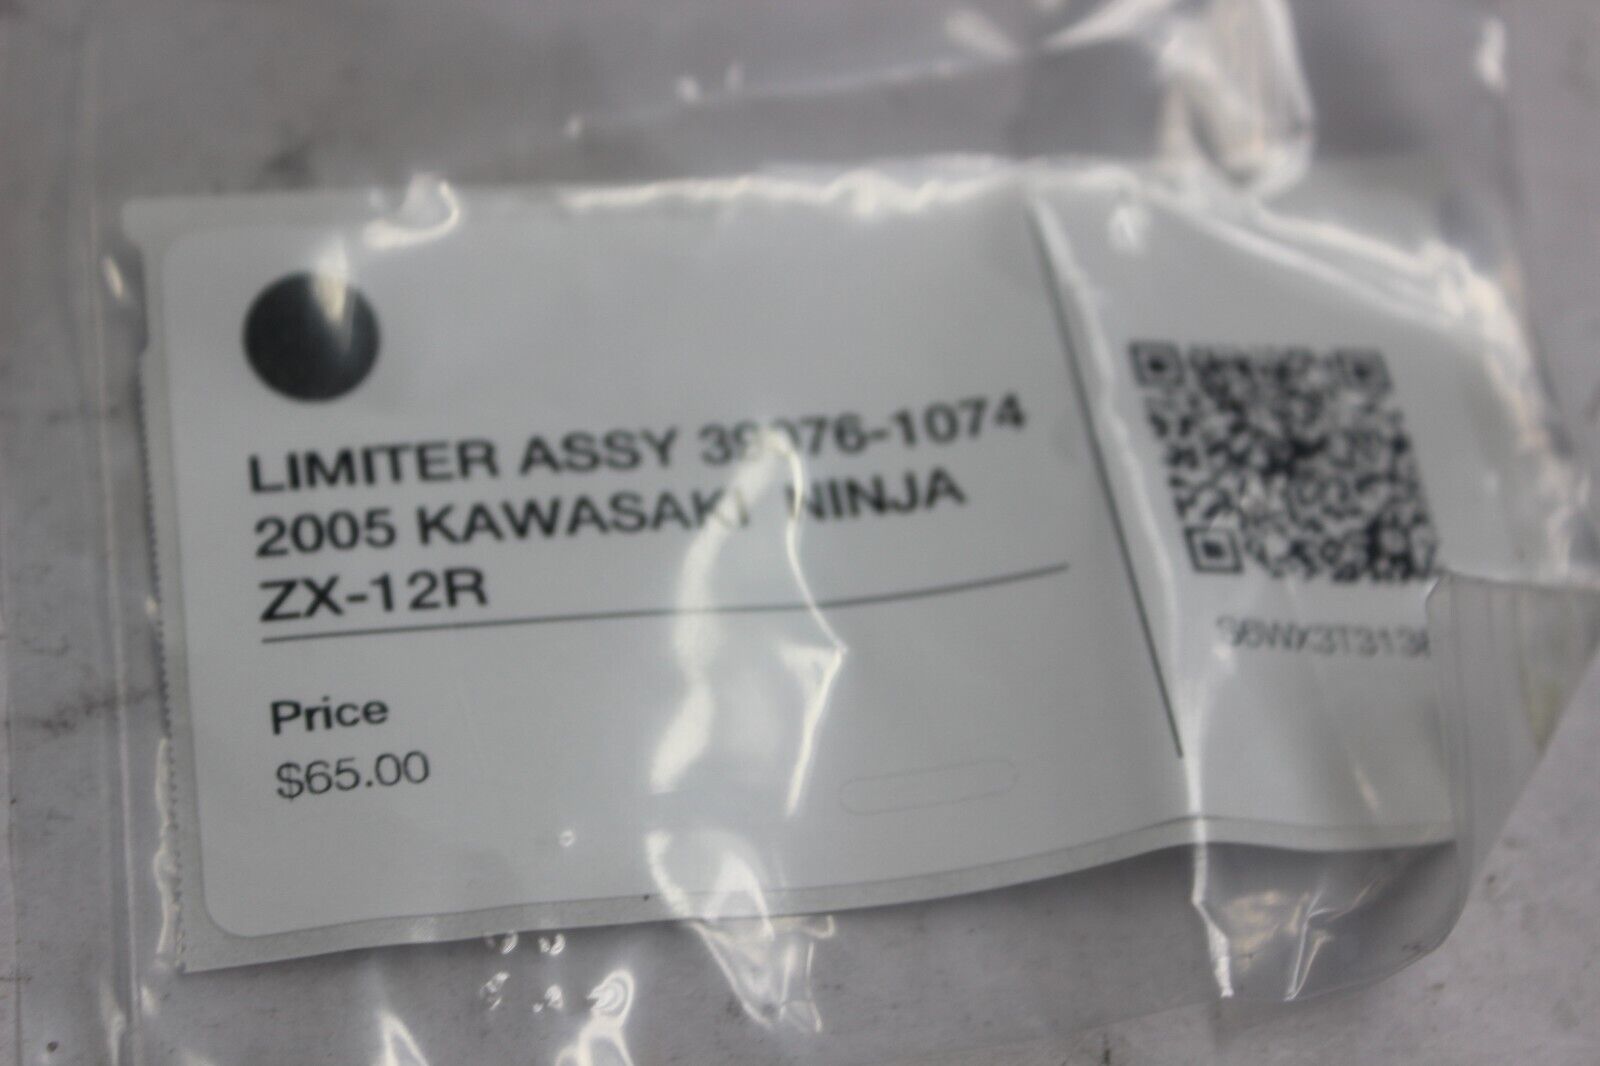 LIMITER ASSY
2005 KAWASAKI NINJA
ZX-12R
Price
$65.00